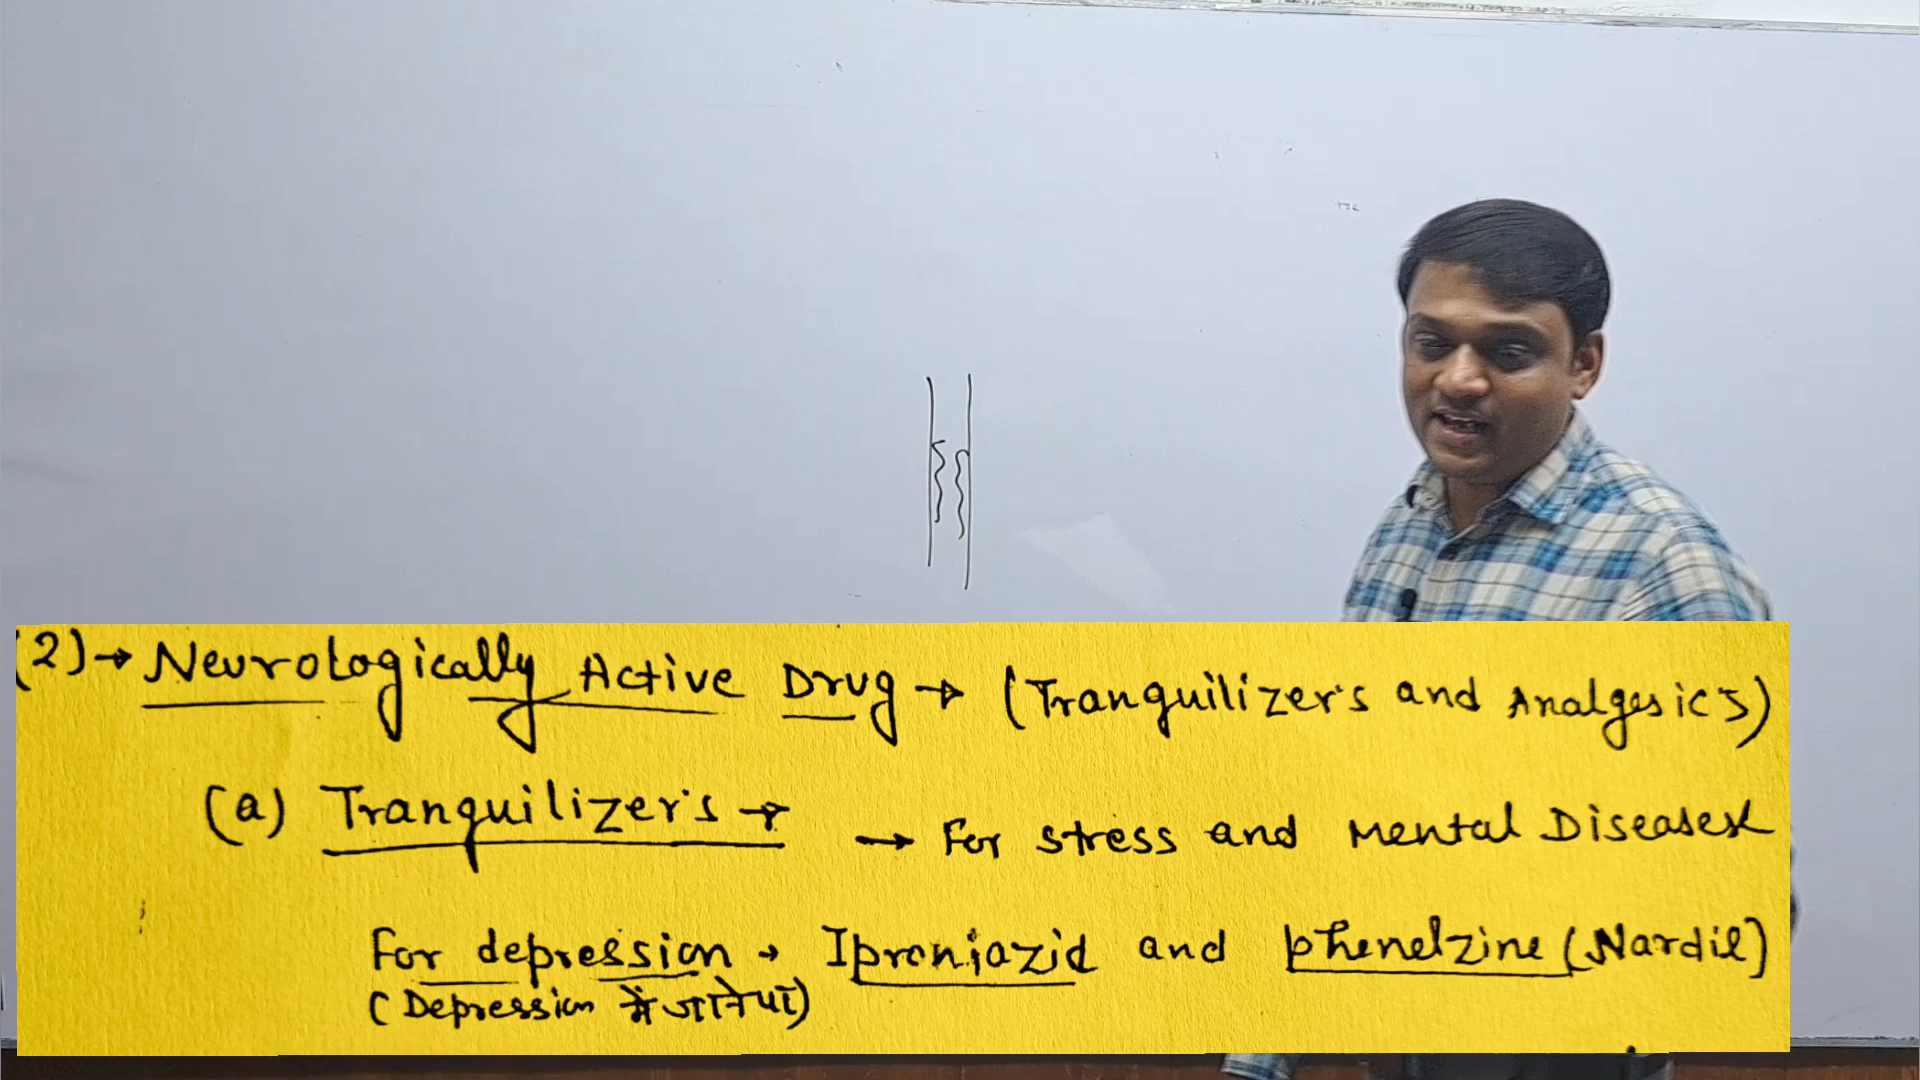 (2)→ Neurologically Active Drug → (Tranquilizer's and Analgesics)
(a) Tranquilizer's → → For stress and Mental Diseases
For depression → Iproniazid and phenelzine (Nardil)
(Depression में जाने पर)